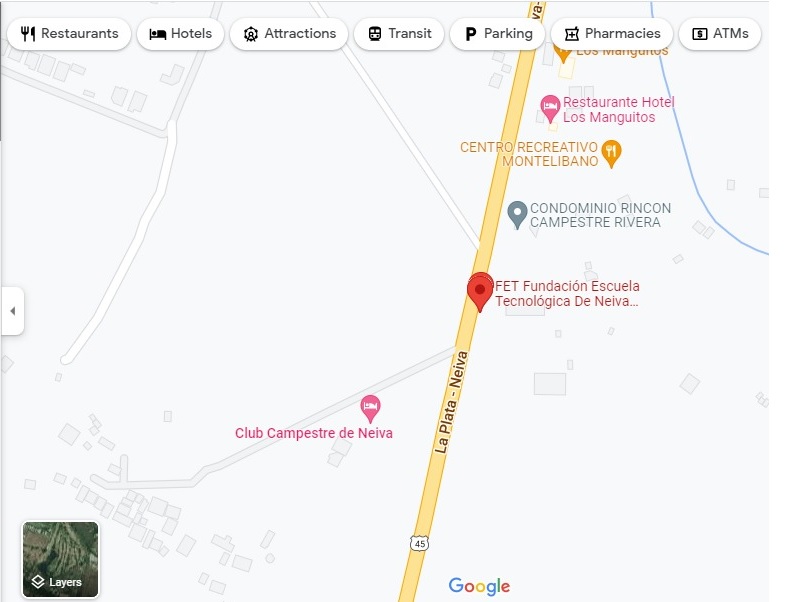 Restaurants
Hotels
Attractions
Transit
Parking
Pharmacies
ATMs
va-
Los Manguitos
Restaurante Hotel
Los Manguitos
CENTRO RECREATIVO
MONTELIBANO
CONDOMINIO RINCON
CAMPESTRE RIVERA
FET Fundación Escuela
Tecnológica De Neiva...
La Plata - Neiva
Club Campestre de Neiva
45
Layers
Google